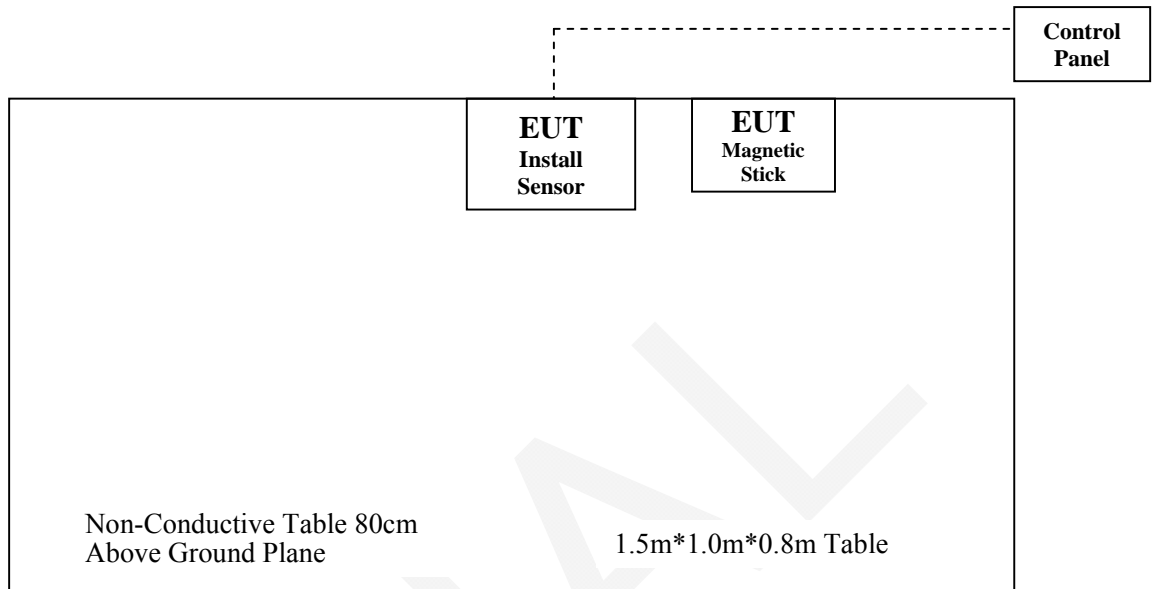 Control
Panel
EUT
Install
Sensor
EUT
Magnetic
Stick
Non-Conductive Table 80cm
Above Ground Plane
1.5m*1.0m*0.8m Table